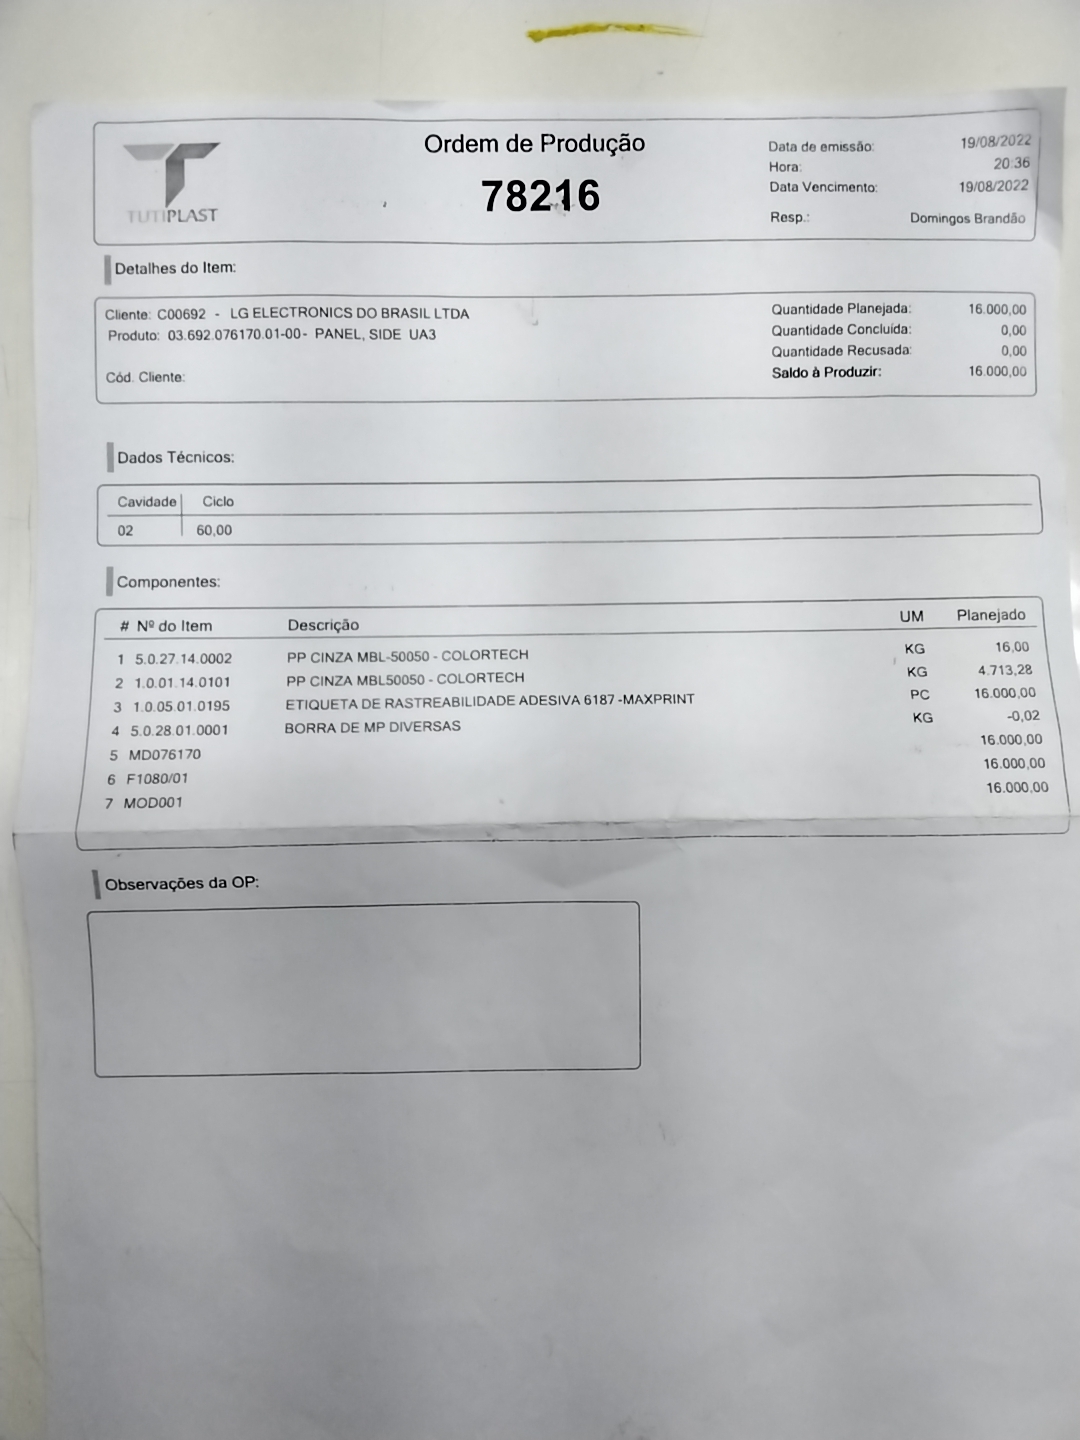 TUTIPLAST
Ordem de Produção
78216
Data de emissão: 19/08/2022
Hora: 20:36
Data Vencimento: 19/08/2022
Resp.: Domingos Brandão
Detalhes do Item:
Cliente: C00692 - LG ELECTRONICS DO BRASIL LTDA
Produto: 03.692.076170.01-00- PANEL, SIDE UA3
Cód. Cliente:
Quantidade Planejada: 16.000,00
Quantidade Concluída: 0,00
Quantidade Recusada: 0,00
Saldo à Produzir: 16.000,00
Dados Técnicos:
Cavidade Ciclo
02 60,00
Componentes:
# Nº do Item Descrição UM Planejado
1 5.0.27.14.0002 PP CINZA MBL-50050 - COLORTECH KG 16,00
2 1.0.01.14.0101 PP CINZA MBL50050 - COLORTECH KG 4.713,28
3 1.0.05.01.0195 ETIQUETA DE RASTREABILIDADE ADESIVA 6187 -MAXPRINT PC 16.000,00
4 5.0.28.01.0001 BORRA DE MP DIVERSAS KG -0,02
5 MD076170 16.000,00
6 F1080/01 16.000,00
7 MOD001 16.000,00
Observações da OP: